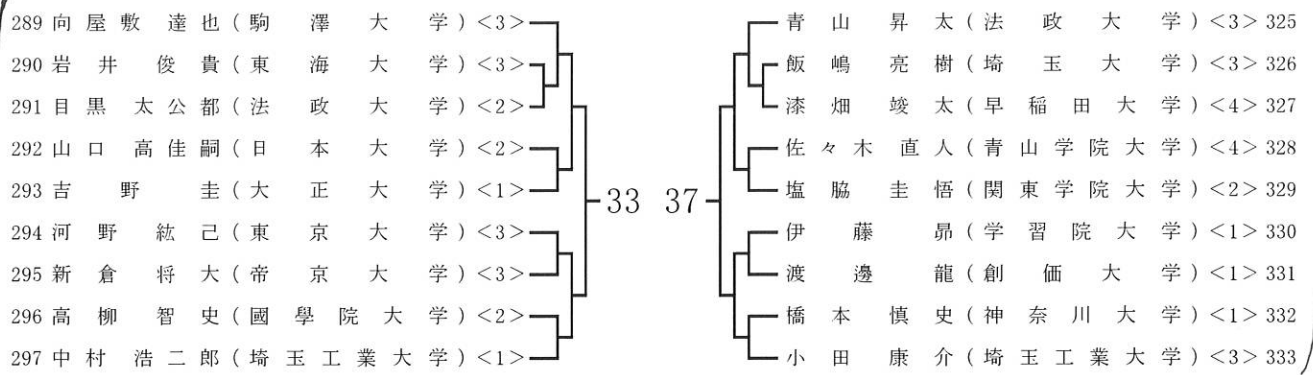 289 向屋敷 達也 (駒澤大学) <3>
290 岩井 俊貴 (東海大学) <3>
291 目黒 太公都 (法政大学) <2>
292 山口 高佳嗣 (日本大学) <2>
293 吉野 圭 (大正大学) <1>
294 河野 紘己 (東京大学) <3>
295 新倉 将大 (帝京大学) <3>
296 高柳 智史 (國學院大学) <2>
297 中村 浩二郎 (埼玉工業大学) <1>
33
37
青山 昇太 (法政大学) <3> 325
飯嶋 亮樹 (埼玉大学) <3> 326
漆畑 竣太 (早稲田大学) <4> 327
佐々木 直人 (青山学院大学) <4> 328
塩脇 圭悟 (関東学院大学) <2> 329
伊藤 昴 (学習院大学) <1> 330
渡邊 龍 (創価大学) <1> 331
橋本 慎史 (神奈川大学) <1> 332
小田 康介 (埼玉工業大学) <3> 333